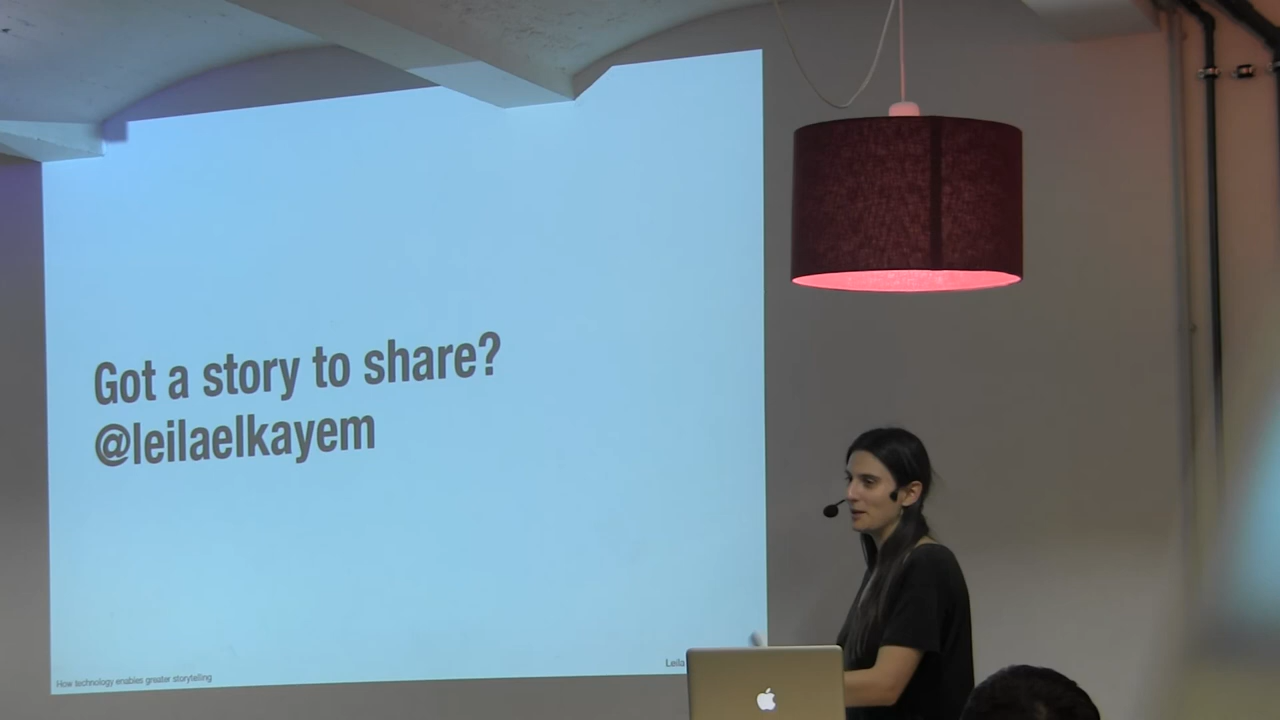 Got a story to share?
@leilaelkayem
How technology enables greater storytelling
Leila